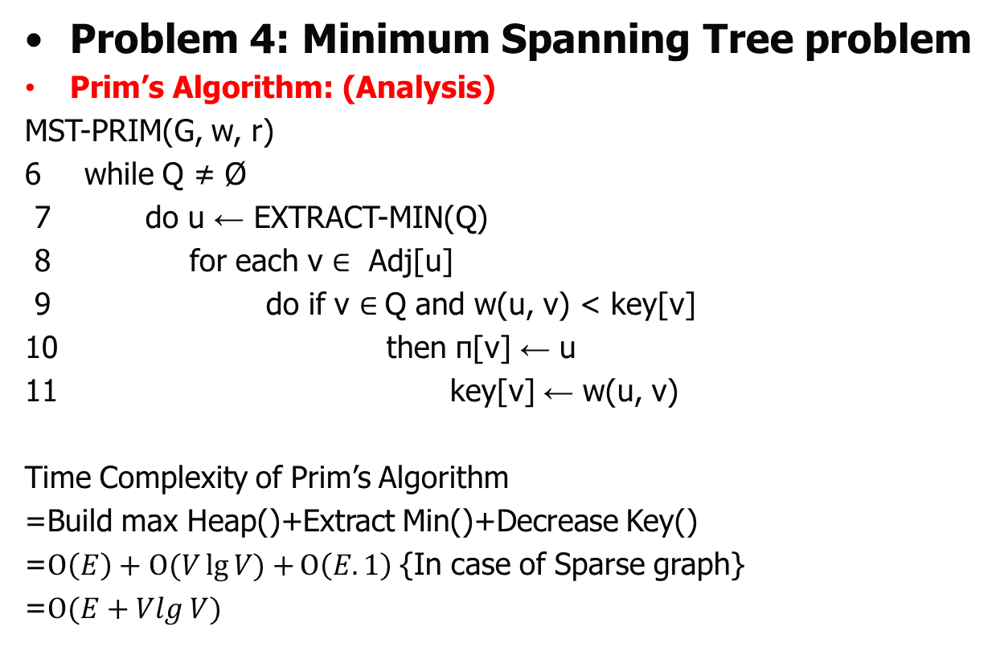 • Problem 4: Minimum Spanning Tree problem
• Prim’s Algorithm: (Analysis)
MST-PRIM(G, w, r)
6 while Q ≠ Ø
7 do u ← EXTRACT-MIN(Q)
8 for each v ∈ Adj[u]
9 do if v ∈ Q and w(u, v) < key[v]
10 then π[v] ← u
11 key[v] ← w(u, v)
Time Complexity of Prim’s Algorithm
=Build max Heap()+Extract Min()+Decrease Key()
=O(E) + O(V lg V) + O(E. 1) {In case of Sparse graph}
=O(E + Vlg V)